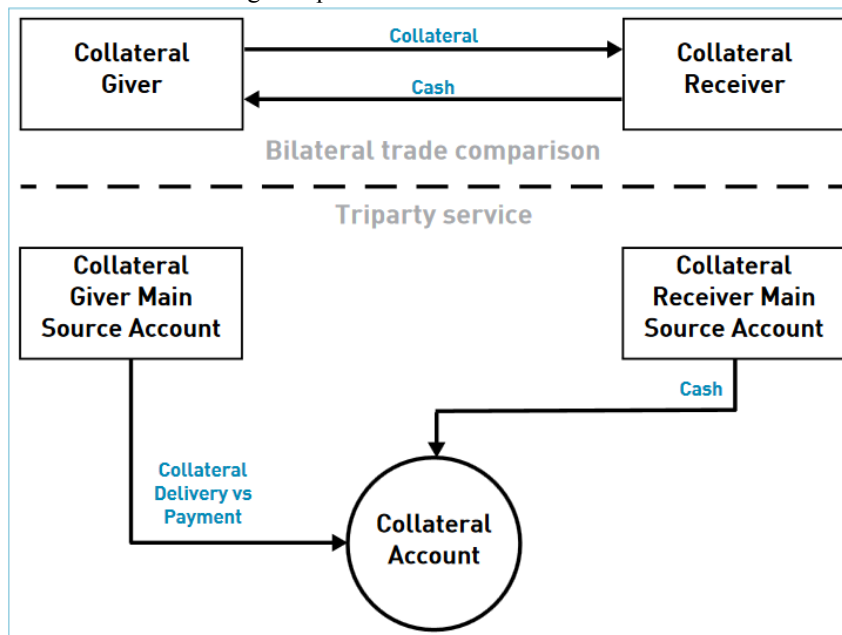 Collateral
Giver
Collateral
Cash
Collateral
Receiver
Bilateral trade comparison
Triparty service
Collateral
Giver Main
Source Account
Collateral
Receiver Main
Source Account
Cash
Collateral
Delivery vs
Payment
Collateral
Account